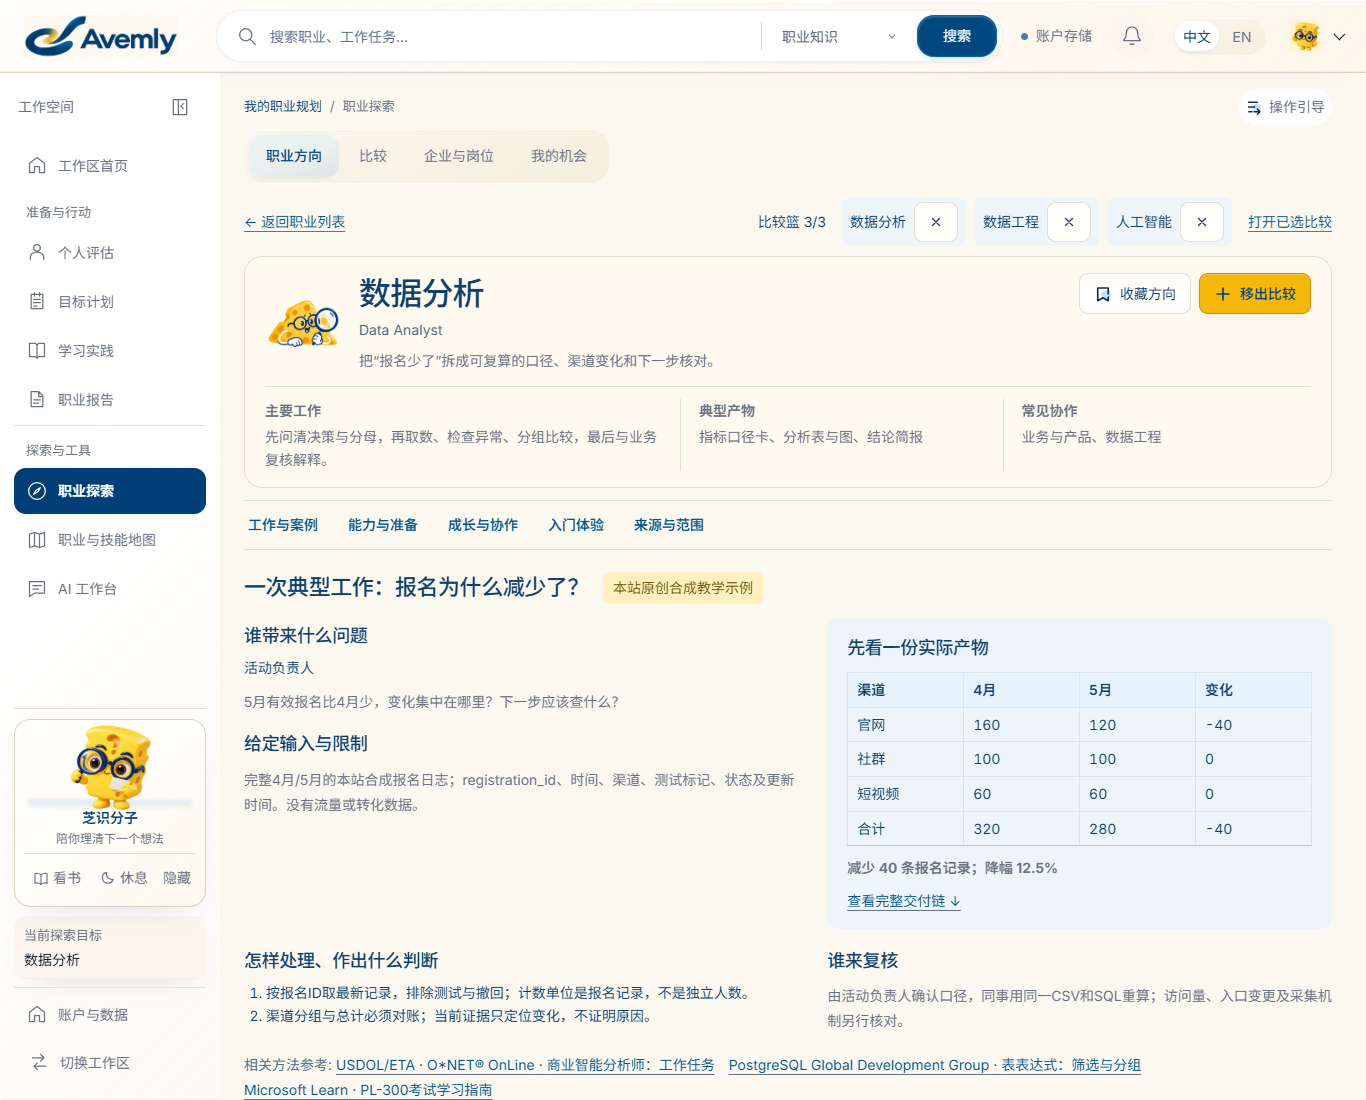 Avemly
搜索职业、工作任务...
职业知识
搜索
账户存储
中文 EN
工作空间
工作区首页
准备与行动
个人评估
目标计划
学习实践
职业报告
探索与工具
职业探索
职业与技能地图
AI 工作台
芝识分子
陪你理清下一个想法
看书 休息 隐藏
当前探索目标
数据分析
账户与数据
切换工作区
我的职业规划 / 职业探索
操作引导
职业方向 比较 企业与岗位 我的机会
← 返回职业列表
比较篮 3/3 数据分析 × 数据工程 × 人工智能 × 打开已选比较
数据分析
Data Analyst
把“报名少了”拆成可复算的口径、渠道变化和下一步核对。
收藏方向
+ 移出比较
主要工作
先问清决策与分母，再取数、检查异常、分组比较，最后与业务
复核解释。
典型产物
指标口径卡、分析表与图、结论简报
常见协作
业务与产品、数据工程
工作与案例 能力与准备 成长与协作 入门体验 来源与范围
一次典型工作：报名为什么减少了？ 本站原创合成教学示例
谁带来什么问题
活动负责人
5月有效报名比4月少，变化集中在哪里？下一步应该查什么？
给定输入与限制
完整4月/5月的本站合成报名日志；registration_id、时间、渠道、测试标记、状态及更新
时间。没有流量或转化数据。
先看一份实际产物
渠道 4月 5月 变化
官网 160 120 -40
社群 100 100 0
短视频 60 60 0
合计 320 280 -40
减少 40 条报名记录；降幅 12.5%
查看完整交付链 ↓
怎样处理、作出什么判断
1. 按报名ID取最新记录，排除测试与撤回；计数单位是报名记录，不是独立人数。
2. 渠道分组与总计必须对账；当前证据只定位变化，不证明原因。
谁来复核
由活动负责人确认口径，同事用同一CSV和SQL重算；访问量、入口变更及采集机
制另行核对。
相关方法参考: USDOL/ETA · O*NET® OnLine · 商业智能分析师：工作任务 PostgreSQL Global Development Group · 表表达式：筛选与分组
Microsoft Learn · PL-300考试学习指南